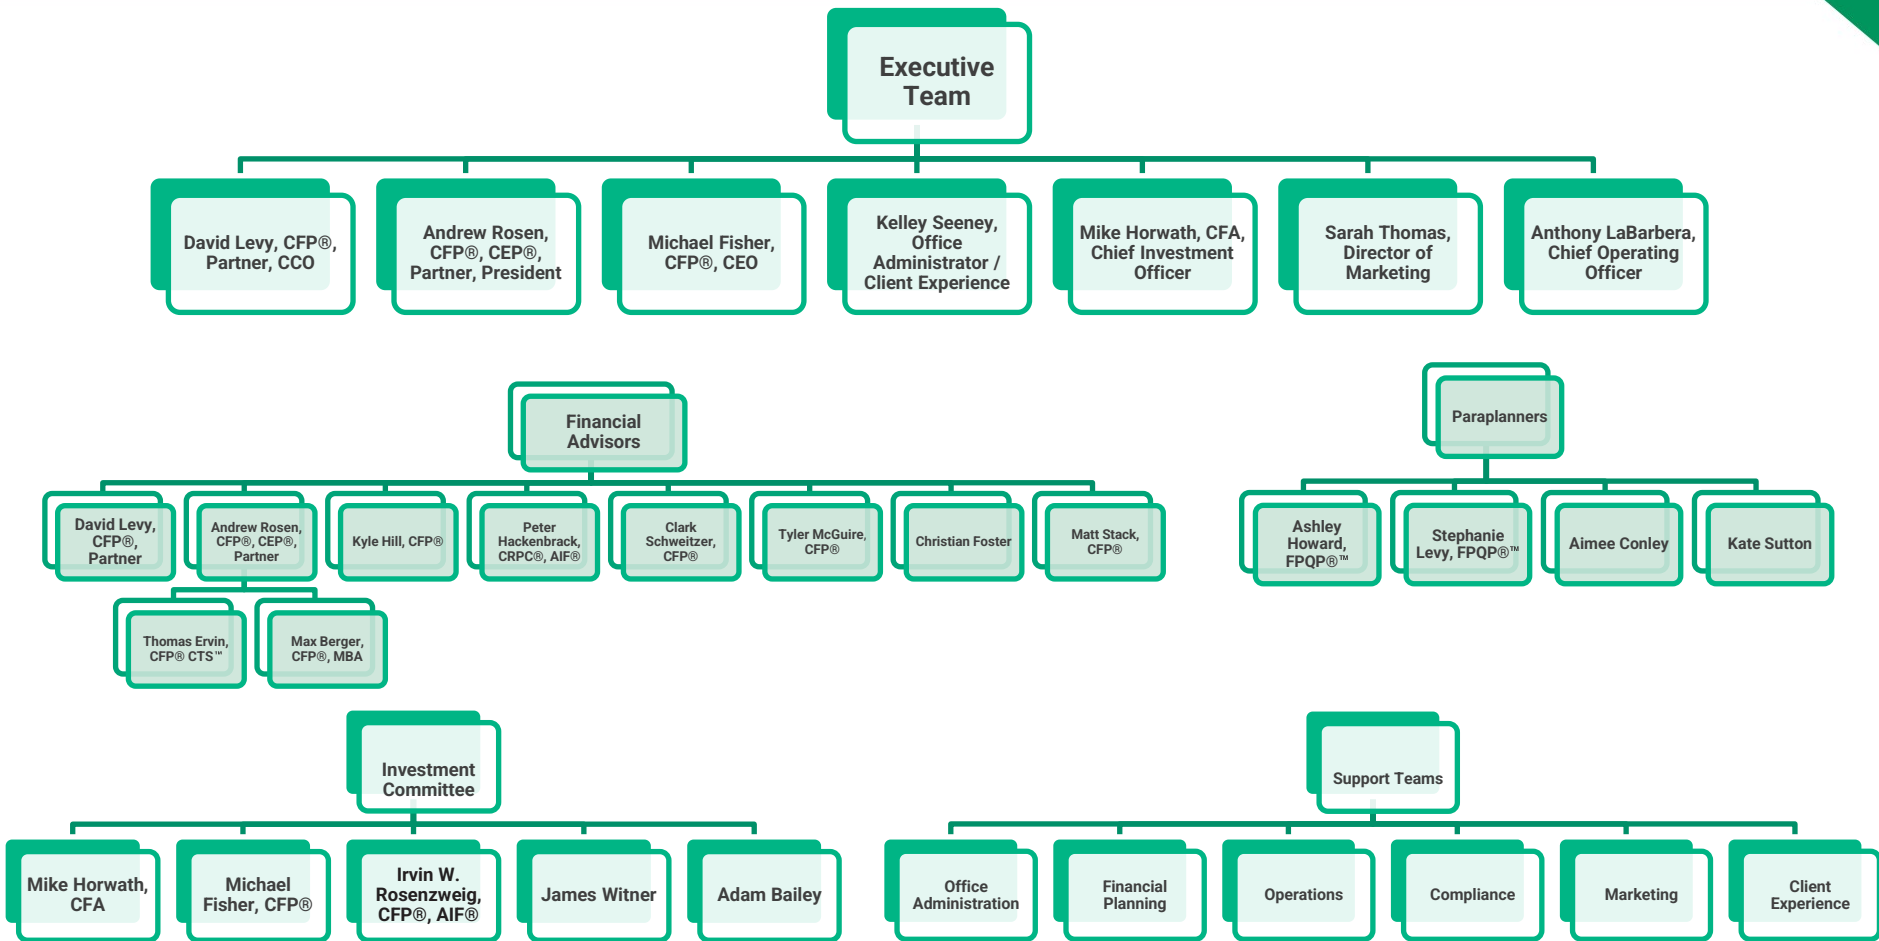 Executive
Team
David Levy, CFP®,
Partner, CCO
Andrew Rosen,
CFP®, CEP®,
Partner, President
Michael Fisher,
CFP®, CEO
Kelley Seeney,
Office
Administrator /
Client Experience
Mike Horwath, CFA,
Chief Investment
Officer
Sarah Thomas,
Director of
Marketing
Anthony LaBarbera,
Chief Operating
Officer
Financial
Advisors
David Levy,
CFP®,
Partner
Andrew Rosen,
CFP®, CEP®,
Partner
Kyle Hill, CFP®
Peter
Hackenbrack,
CRPC®, AIF®
Clark
Schweitzer,
CFP®
Tyler McGuire,
CFP®
Christian Foster
Matt Stack,
CFP®
Thomas Ervin,
CFP® CTS™
Max Berger,
CFP®, MBA
Paraplanners
Ashley
Howard,
FPQP®™
Stephanie
Levy, FPQP®™
Aimee Conley
Kate Sutton
Investment
Committee
Mike Horwath,
CFA
Michael
Fisher, CFP®
Irvin W.
Rosenzweig,
CFP®, AIF®
James Witner
Adam Bailey
Support Teams
Office
Administration
Financial
Planning
Operations
Compliance
Marketing
Client
Experience